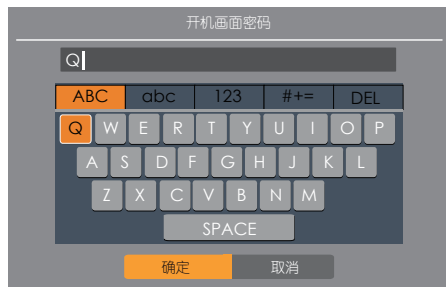 开机画面密码
Q
ABC abc 123 #+= DEL
Q W E R T Y U I O P
A S D F G H J K L
Z X C V B N M
SPACE
确定 取消